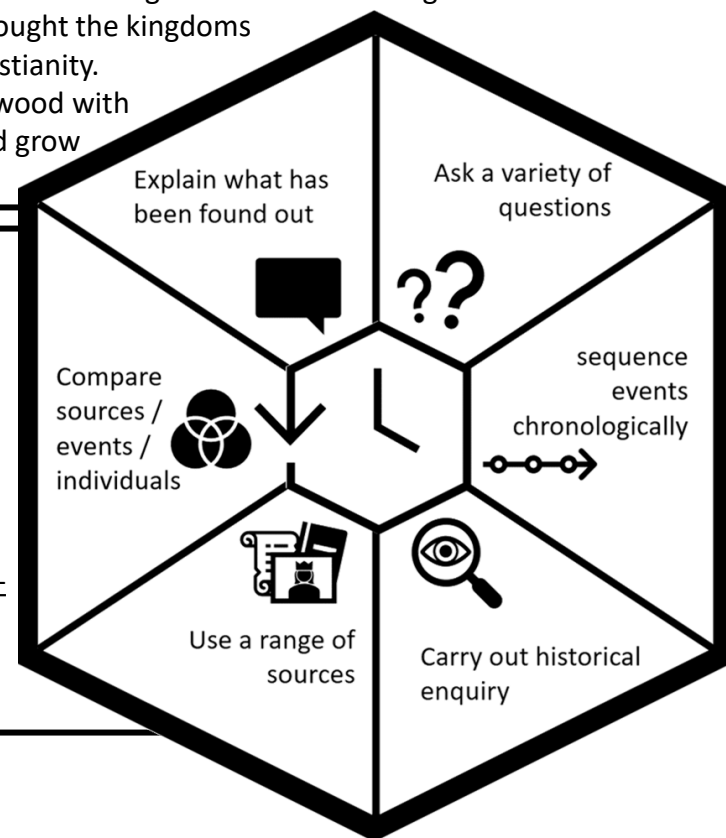 ought the kingdoms
stianity.
wood with
d grow
Explain what has
been found out
Ask a variety of
questions
sequence
events
chronologically
Compare
sources /
events /
individuals
Use a range of
sources
Carry out historical
enquiry
??